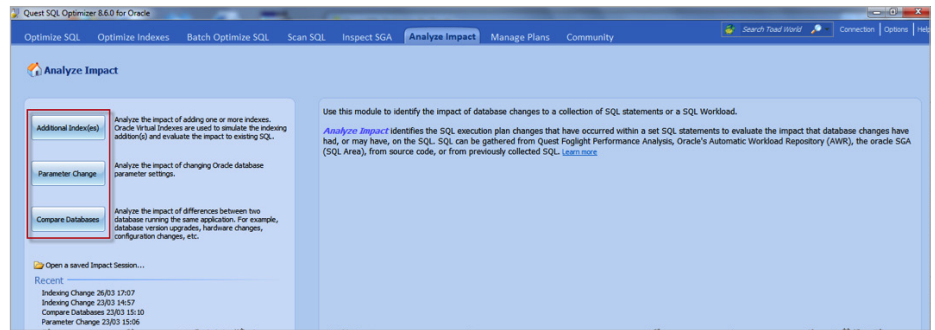 Quest SQL Optimizer 8.6.0 for Oracle
Optimize SQL Optimize Indexes Batch Optimize SQL Scan SQL Inspect SGA Analyze Impact Manage Plans Community
Search Toad World Connection Options Help
Analyze Impact
Additional Index(es)
Analyze the impact of adding one or more indexes.
Oracle Virtual Indexes are used to simulate the indexing
addition(s) and evaluate the impact to existing SQL.
Parameter Change
Analyze the impact of changing Oracle database
parameter settings.
Compare Databases
Analyze the impact of differences between two
database running the same application. For example,
database version upgrades, hardware changes,
configuration changes, etc.
Open a saved Impact Session...
Recent
Indexing Change 26/03 17:07
Indexing Change 23/03 14:57
Compare Databases 23/03 15:10
Parameter Change 23/03 15:06
Use this module to identify the impact of database changes to a collection of SQL statements or a SQL Workload.
Analyze Impact identifies the SQL execution plan changes that have occurred within a set SQL statements to evaluate the impact that database changes have
had, or may have, on the SQL. SQL can be gathered from Quest Foglight Performance Analysis, Oracle's Automatic Workload Repository (AWR), the oracle SGA
(SQL Area), from source code, or from previously collected SQL. Learn more